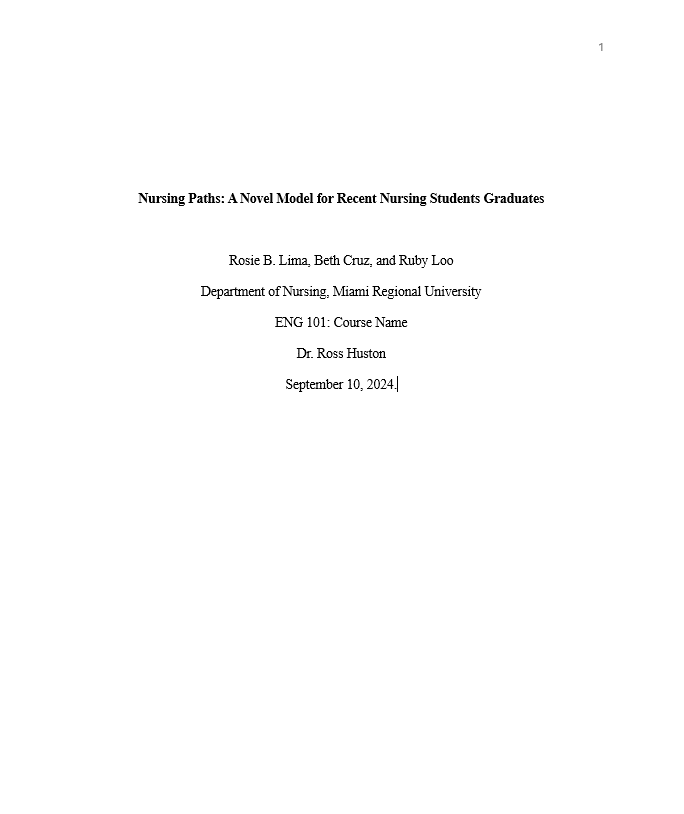 1
Nursing Paths: A Novel Model for Recent Nursing Students Graduates
Rosie B. Lima, Beth Cruz, and Ruby Loo
Department of Nursing, Miami Regional University
ENG 101: Course Name
Dr. Ross Huston
September 10, 2024.